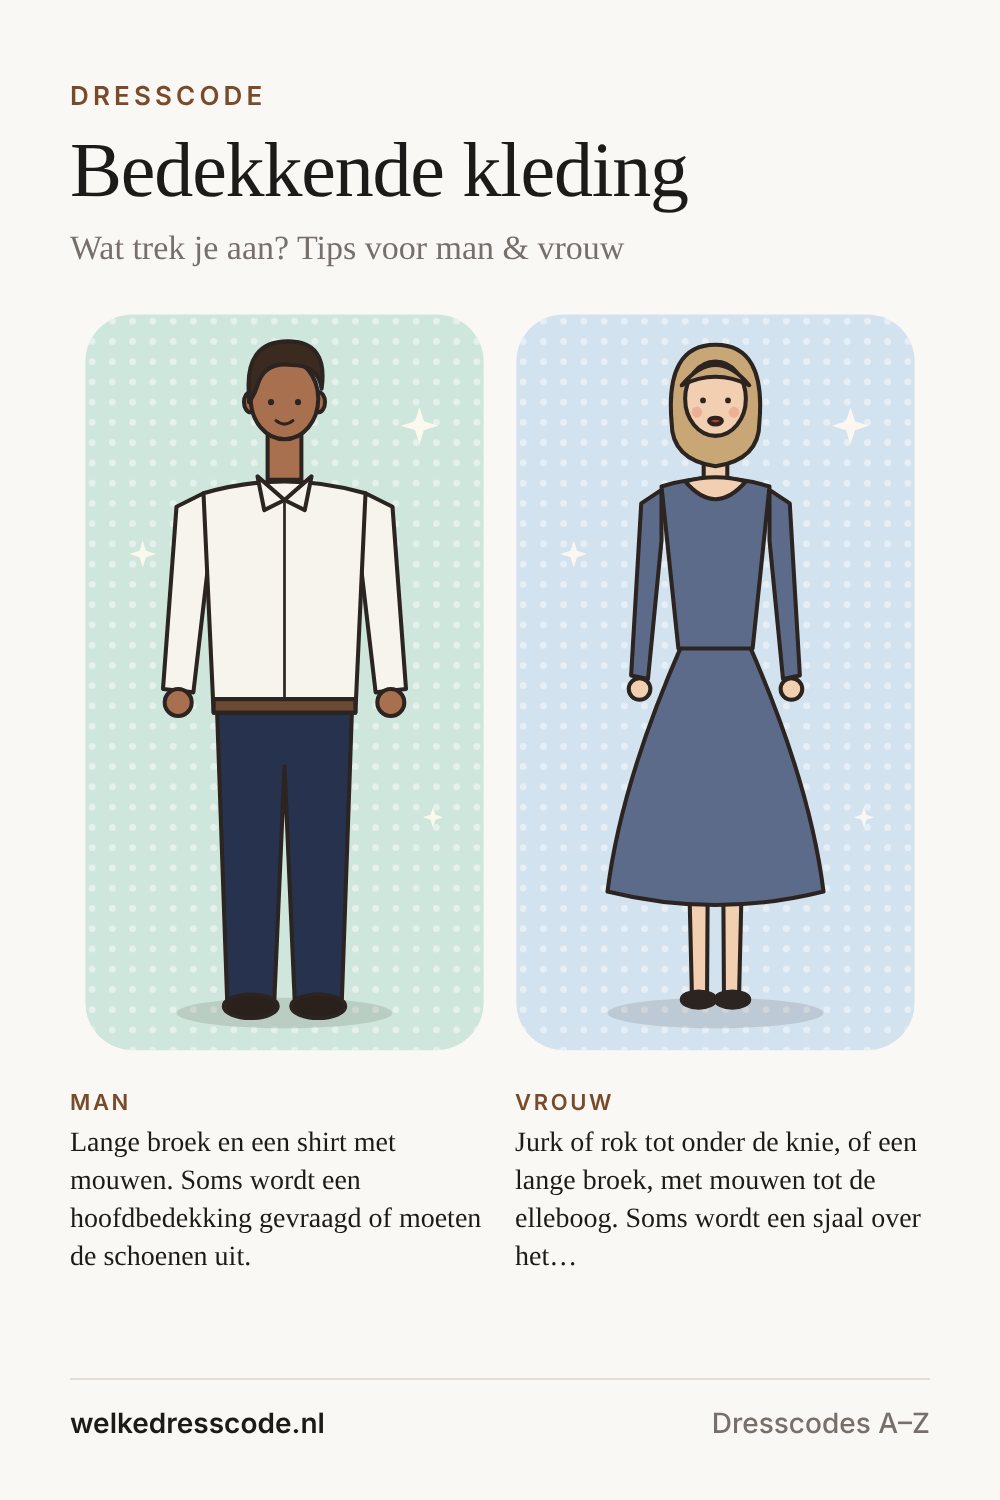 DRESSCODE
Bedekkende kleding
Wat trek je aan? Tips voor man & vrouw
MAN
Lange broek en een shirt met
mouwen. Soms wordt een
hoofdbedekking gevraagd of moeten
de schoenen uit.
VROUW
Jurk of rok tot onder de knie, of een
lange broek, met mouwen tot de
elleboog. Soms wordt een sjaal over
het…
welkedresscode.nl
Dresscodes A–Z